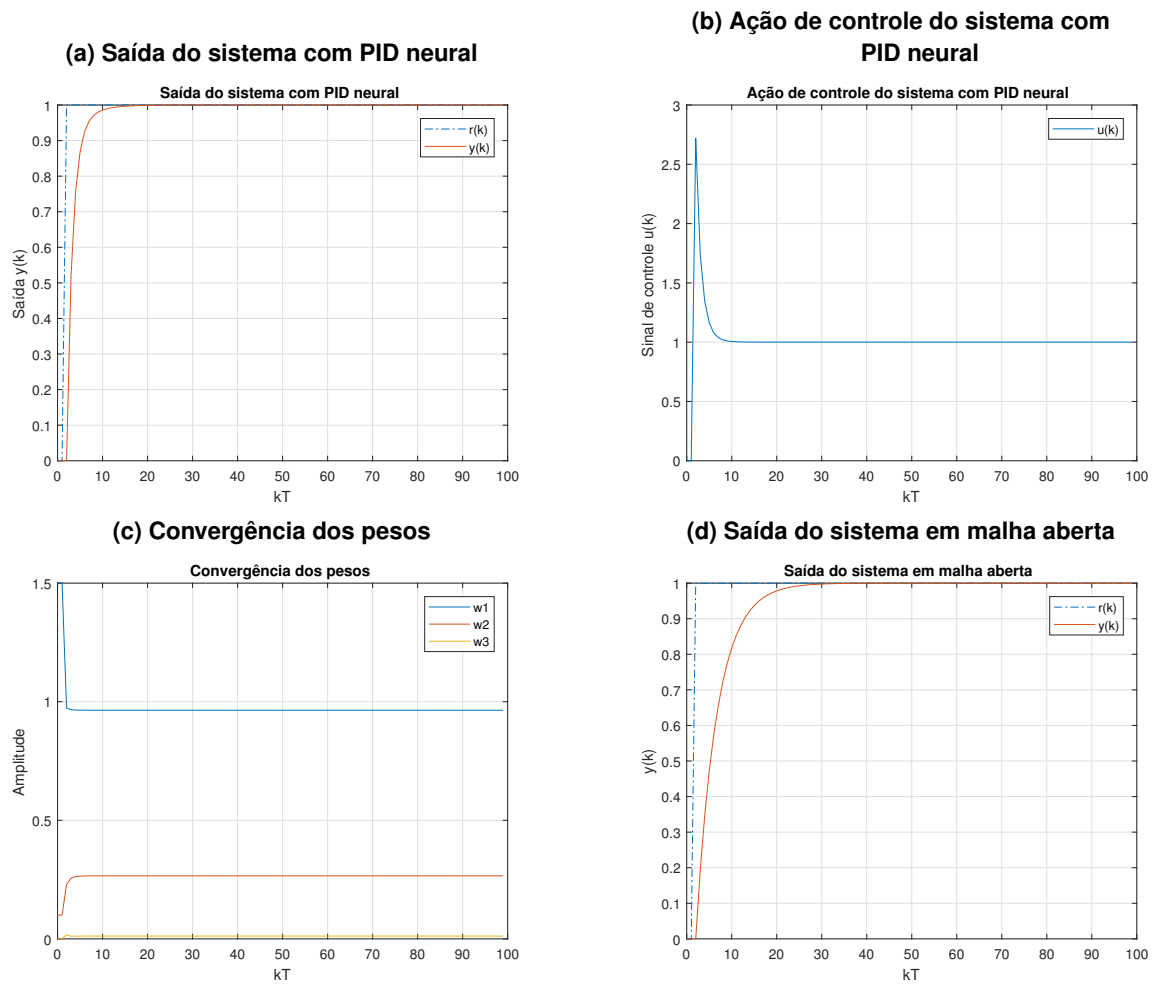 (a) Saída do sistema com PID neural
Saída do sistema com PID neural
1
0.9
0.8
0.7
0.6
0.5
0.4
0.3
0.2
0.1
0
Saída y(k)
r(k)
y(k)
0 10 20 30 40 50 60 70 80 90 100
kT
(b) Ação de controle do sistema com
PID neural
Ação de controle do sistema com PID neural
3
2.5
2
1.5
1
0.5
0
Sinal de controle u(k)
u(k)
0 10 20 30 40 50 60 70 80 90 100
kT
(c) Convergência dos pesos
Convergência dos pesos
1.5
1
0.5
0
Amplitude
w1
w2
w3
0 10 20 30 40 50 60 70 80 90 100
kT
(d) Saída do sistema em malha aberta
Saída do sistema em malha aberta
1
0.9
0.8
0.7
0.6
0.5
0.4
0.3
0.2
0.1
0
y(k)
r(k)
y(k)
0 10 20 30 40 50 60 70 80 90 100
kT